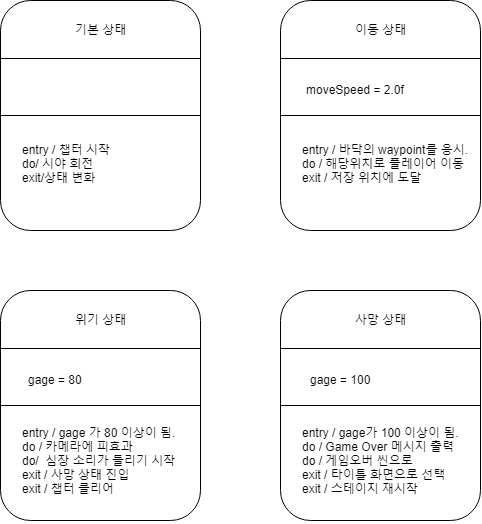 기본 상태
entry / 챕터 시작
do/ 시야 회전
exit/상태 변화
이동 상태
moveSpeed = 2.0f
entry / 바닥의 waypoint를 응시.
do / 해당위치로 플레이어 이동
exit / 저장 위치에 도달
위기 상태
gage = 80
entry / gage 가 80 이상이 됨.
do / 카메라에 피효과
do/  심장 소리가 들리기 시작
exit / 사망 상태 진입
exit / 챕터 클리어
사망 상태
gage = 100
entry / gage가 100 이상이 됨.
do / Game Over 메시지 출력
do / 게임오버 씬으로
exit / 타이틀 화면으로 선택
exit / 스테이지 재시작